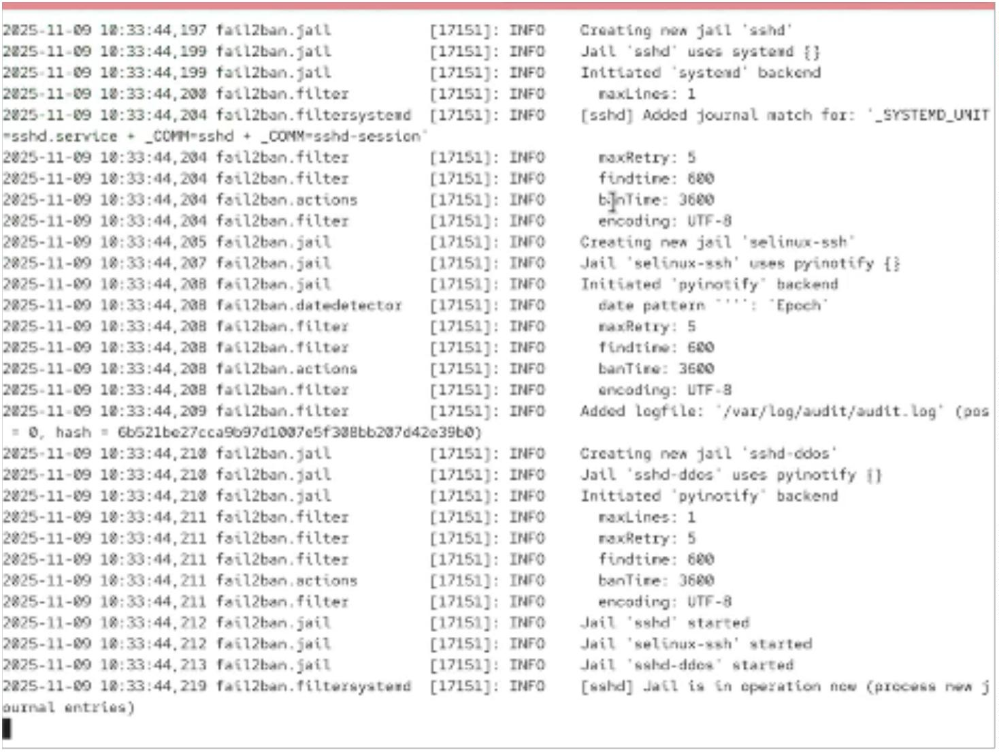 2025-11-09 10:33:44,197 fail2ban.jail           [17151]: INFO    Creating new jail 'sshd'
2025-11-09 10:33:44,199 fail2ban.jail           [17151]: INFO    Jail 'sshd' uses systemd {}
2025-11-09 10:33:44,199 fail2ban.jail           [17151]: INFO    Initiated 'systemd' backend
2025-11-09 10:33:44,200 fail2ban.filter         [17151]: INFO      maxLines: 1
2025-11-09 10:33:44,204 fail2ban.filtersystemd  [17151]: INFO    [sshd] Added journal match for: '_SYSTEMD_UNIT
=sshd.service + _COMM=sshd + _COMM=sshd-session'
2025-11-09 10:33:44,204 fail2ban.filter         [17151]: INFO      maxRetry: 5
2025-11-09 10:33:44,204 fail2ban.filter         [17151]: INFO      findtime: 600
2025-11-09 10:33:44,204 fail2ban.actions        [17151]: INFO      banTime: 3600
2025-11-09 10:33:44,204 fail2ban.filter         [17151]: INFO      encoding: UTF-8
2025-11-09 10:33:44,205 fail2ban.jail           [17151]: INFO    Creating new jail 'selinux-ssh'
2025-11-09 10:33:44,207 fail2ban.jail           [17151]: INFO    Jail 'selinux-ssh' uses pyinotify {}
2025-11-09 10:33:44,208 fail2ban.jail           [17151]: INFO    Initiated 'pyinotify' backend
2025-11-09 10:33:44,208 fail2ban.datedetector   [17151]: INFO      date pattern `''`: `Epoch`
2025-11-09 10:33:44,208 fail2ban.filter         [17151]: INFO      maxRetry: 5
2025-11-09 10:33:44,208 fail2ban.filter         [17151]: INFO      findtime: 600
2025-11-09 10:33:44,208 fail2ban.actions        [17151]: INFO      banTime: 3600
2025-11-09 10:33:44,208 fail2ban.filter         [17151]: INFO      encoding: UTF-8
2025-11-09 10:33:44,209 fail2ban.filter         [17151]: INFO    Added logfile: '/var/log/audit/audit.log' (pos
 = 0, hash = 6b521be27cca9b97d1007e5f308bb207d42e39b0)
2025-11-09 10:33:44,210 fail2ban.jail           [17151]: INFO    Creating new jail 'sshd-ddos'
2025-11-09 10:33:44,210 fail2ban.jail           [17151]: INFO    Jail 'sshd-ddos' uses pyinotify {}
2025-11-09 10:33:44,210 fail2ban.jail           [17151]: INFO    Initiated 'pyinotify' backend
2025-11-09 10:33:44,211 fail2ban.filter         [17151]: INFO      maxLines: 1
2025-11-09 10:33:44,211 fail2ban.filter         [17151]: INFO      maxRetry: 5
2025-11-09 10:33:44,211 fail2ban.filter         [17151]: INFO      findtime: 600
2025-11-09 10:33:44,211 fail2ban.actions        [17151]: INFO      banTime: 3600
2025-11-09 10:33:44,211 fail2ban.filter         [17151]: INFO      encoding: UTF-8
2025-11-09 10:33:44,212 fail2ban.jail           [17151]: INFO    Jail 'sshd' started
2025-11-09 10:33:44,212 fail2ban.jail           [17151]: INFO    Jail 'selinux-ssh' started
2025-11-09 10:33:44,213 fail2ban.jail           [17151]: INFO    Jail 'sshd-ddos' started
2025-11-09 10:33:44,219 fail2ban.filtersystemd  [17151]: INFO    [sshd] Jail is in operation now (process new j
ournal entries)